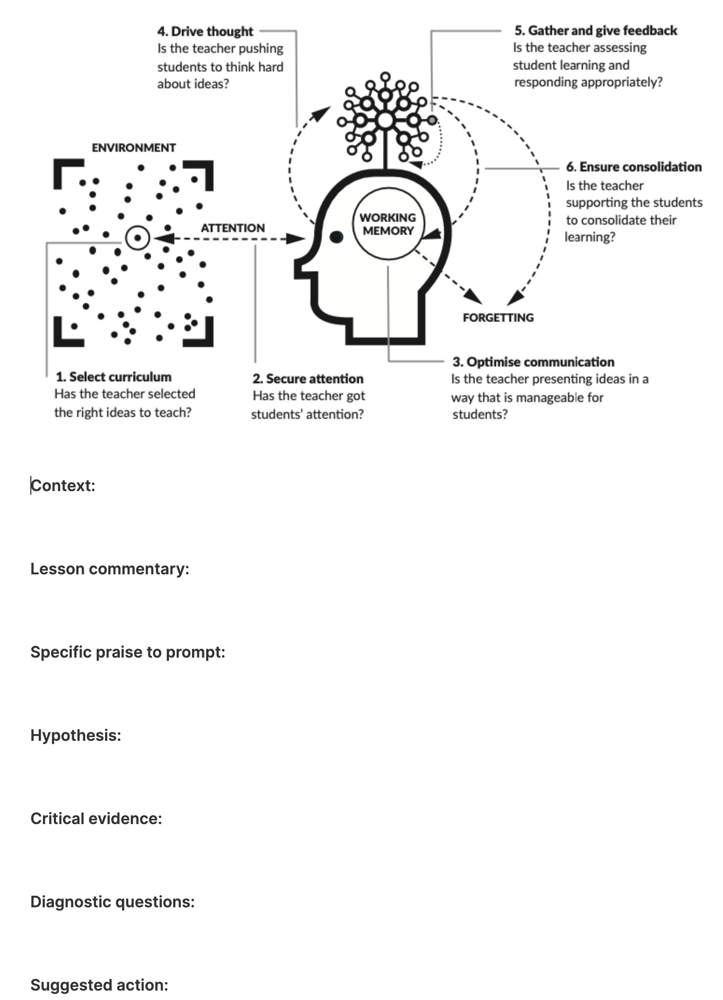 4. Drive thought
Is the teacher pushing
students to think hard
about ideas?
5. Gather and give feedback
Is the teacher assessing
student learning and
responding appropriately?
ENVIRONMENT
6. Ensure consolidation
Is the teacher
supporting the students
to consolidate their
learning?
ATTENTION
WORKING
MEMORY
FORGETTING
1. Select curriculum
Has the teacher selected
the right ideas to teach?
2. Secure attention
Has the teacher got
students' attention?
3. Optimise communication
Is the teacher presenting ideas in a
way that is manageable for
students?
Context:
Lesson commentary:
Specific praise to prompt:
Hypothesis:
Critical evidence:
Diagnostic questions:
Suggested action: